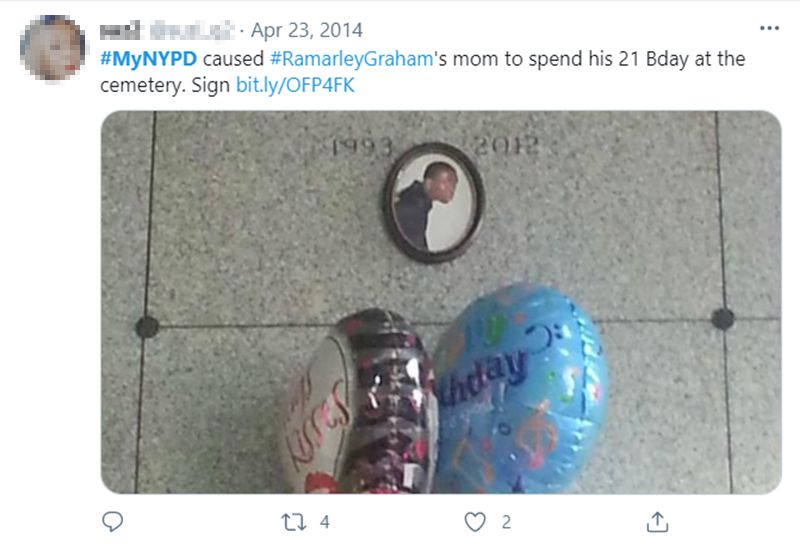 · Apr 23, 2014
#MyNYPD caused #RamarleyGraham's mom to spend his 21 Bday at the
cemetery. Sign bit.ly/OFP4FK
1993 2012
thday
Kisses
4
2